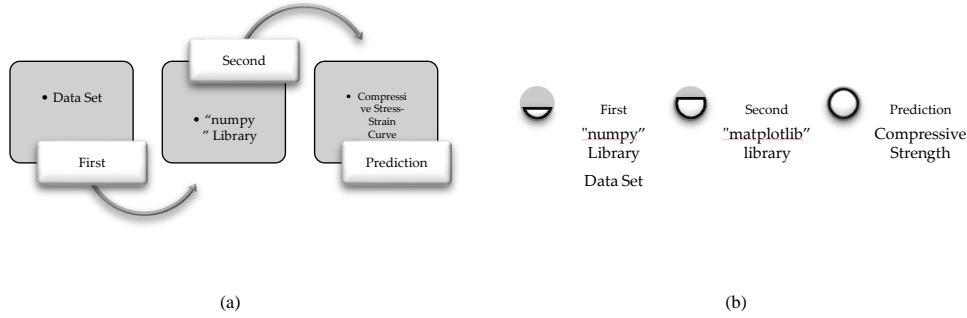 • Data Set
First
Second
• “numpy
” Library
• Compressi
ve Stress-
Strain
Curve
Prediction
(a)
First
"numpy”
Library
Data Set
Second
"matplotlib”
library
Prediction
Compressive
Strength
(b)